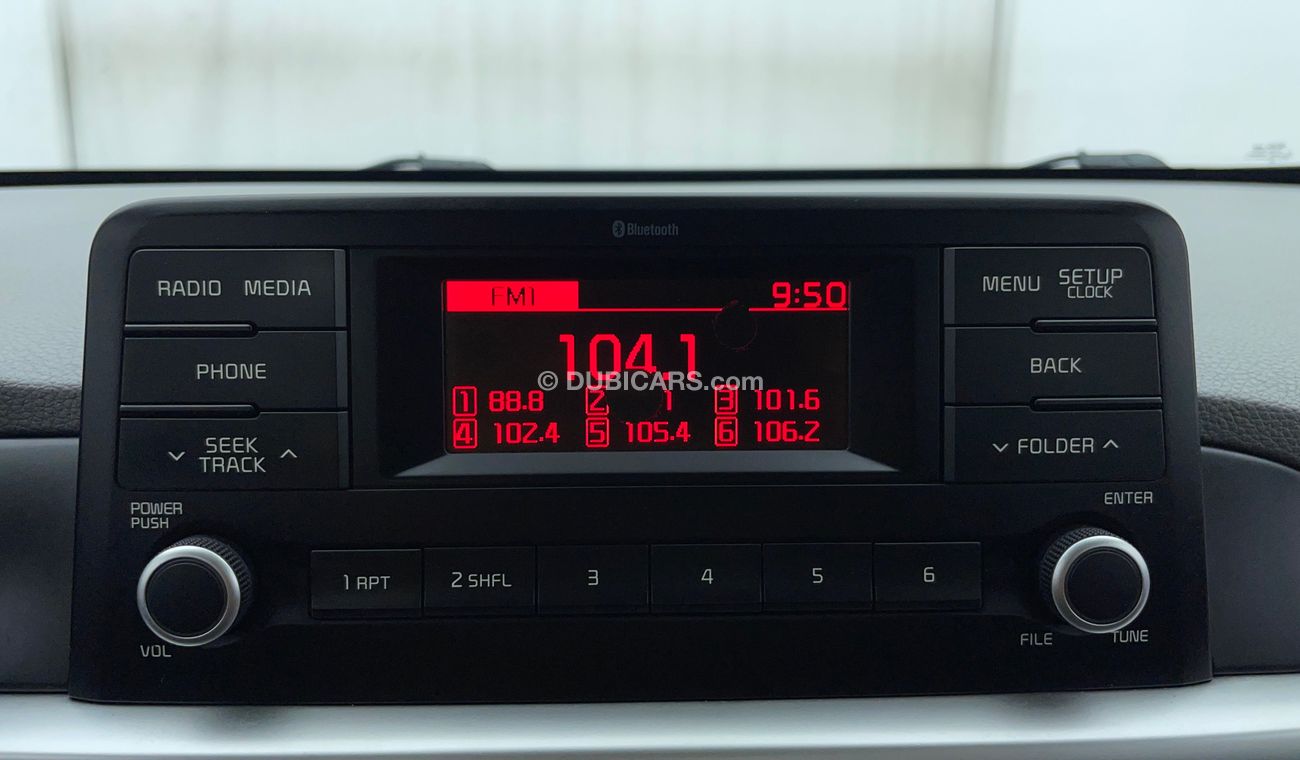 Bluetooth
RADIO MEDIA
PHONE
SEEK
TRACK
FM1 9:50
104.1
© DUBICARS.com
1 88.8 2 1 3 101.6
4 102.4 5 105.4 6 106.2
MENU SETUP
CLOCK
BACK
FOLDER
POWER
PUSH
VOL
1 RPT 2 SHFL 3 4 5 6
ENTER
FILE TUNE